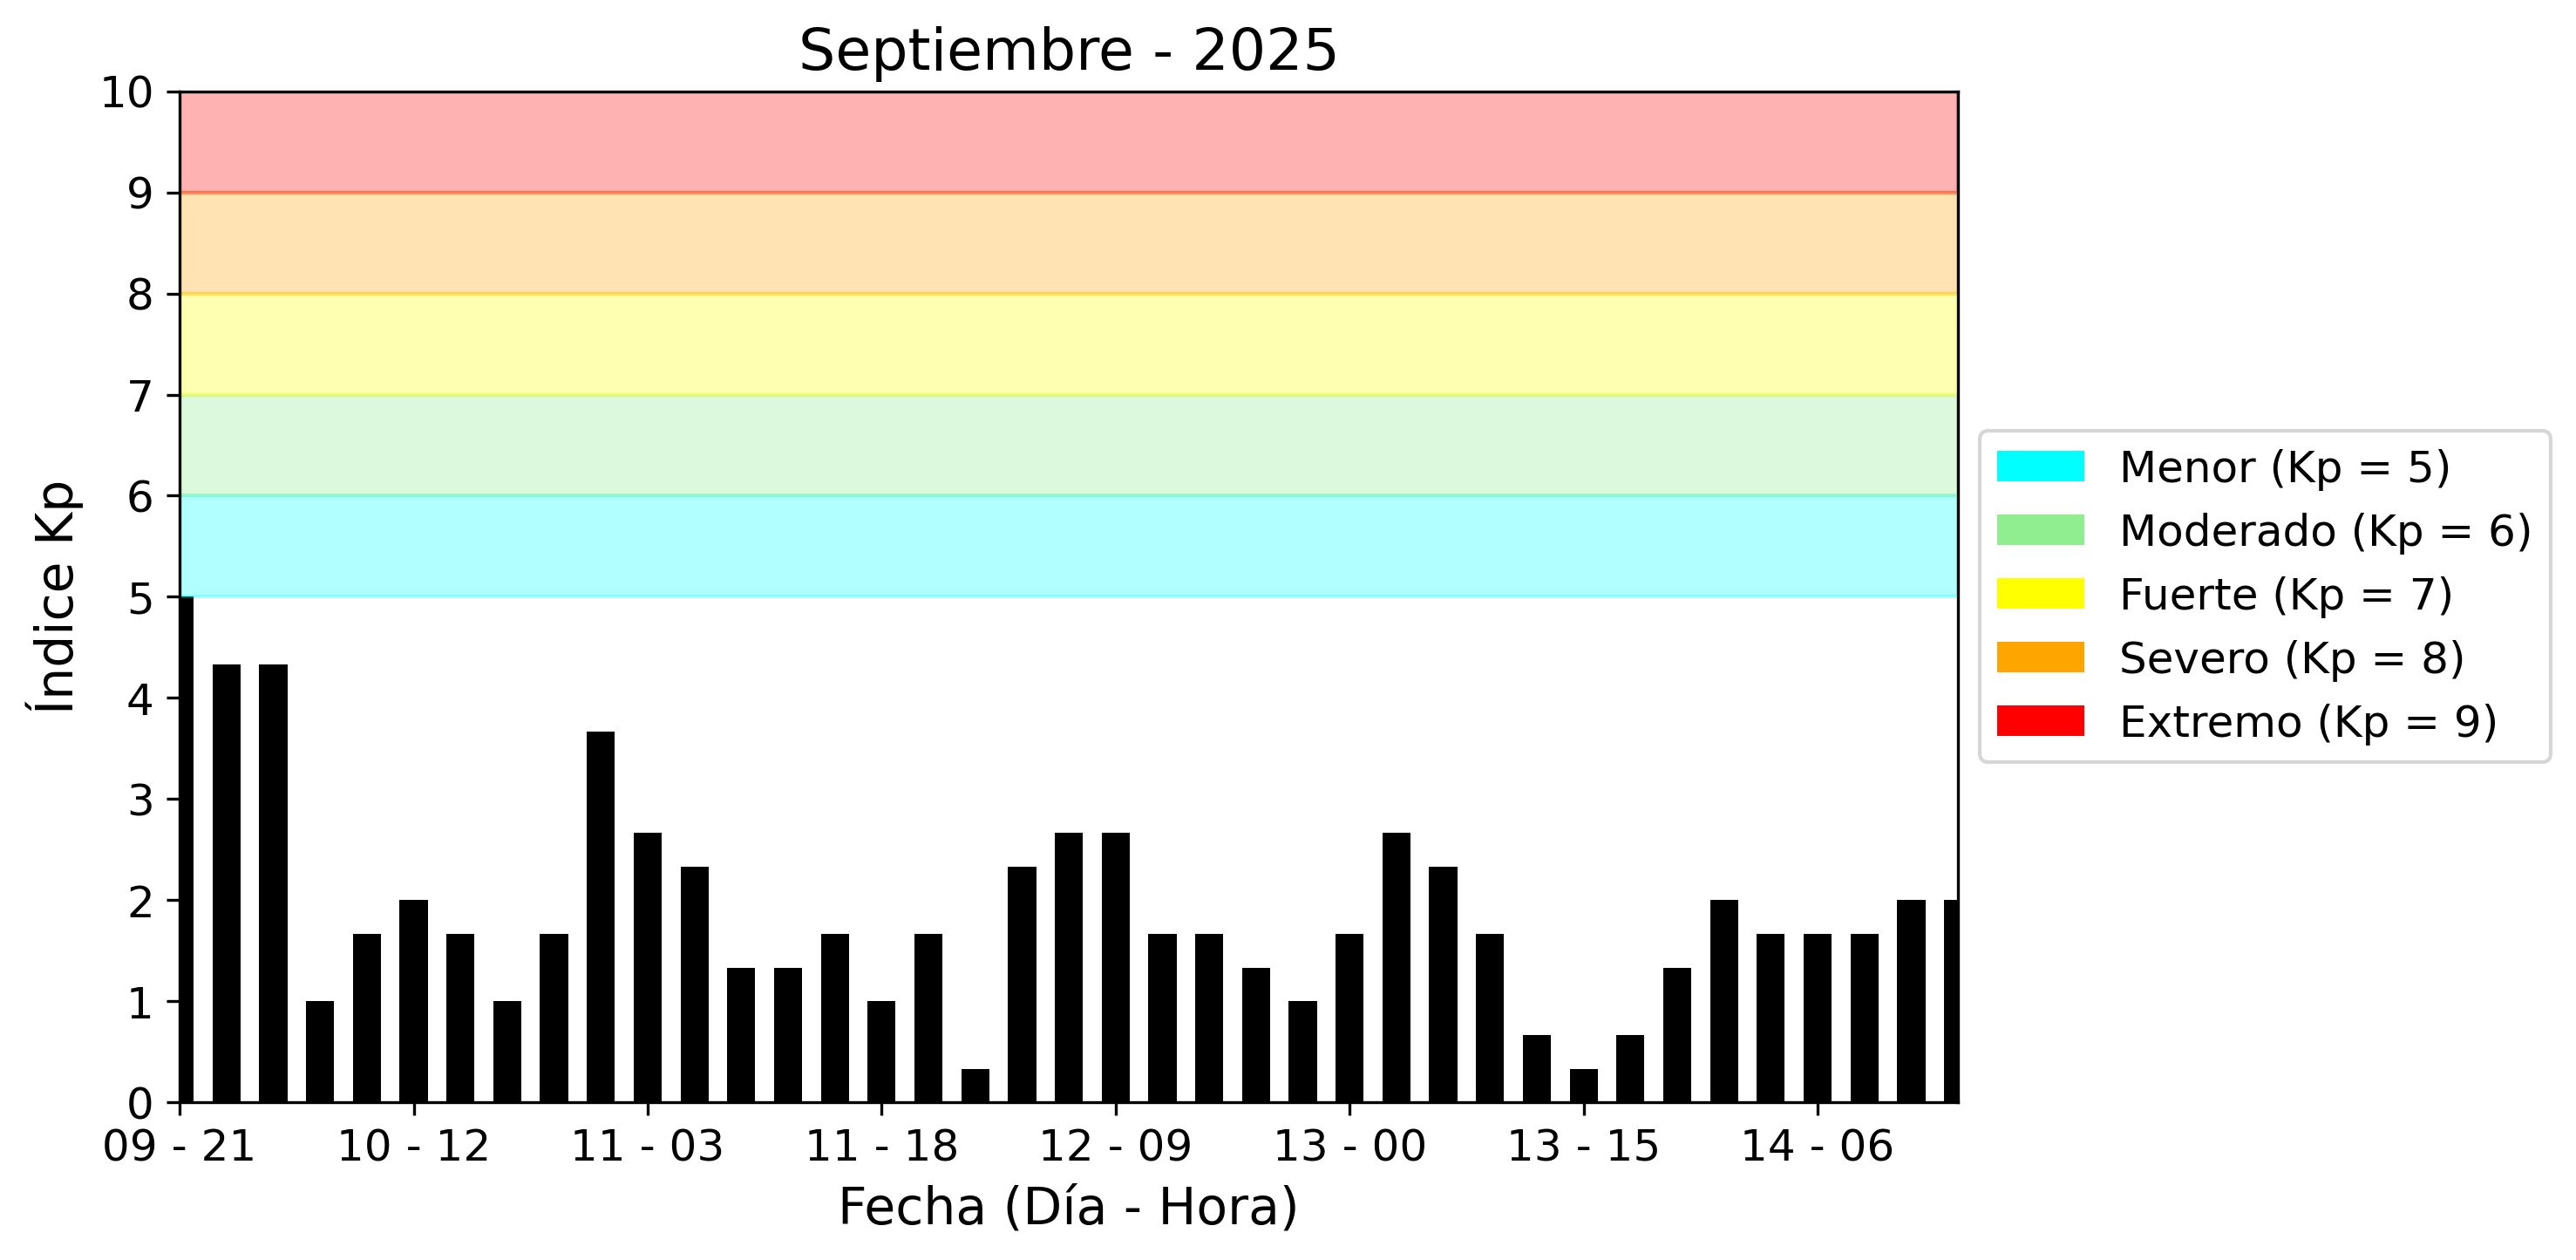 Septiembre - 2025
10
9
8
7
6
5
4
3
2
1
0
Índice Kp
09 - 21
10 - 12
11 - 03
11 - 18
12 - 09
13 - 00
13 - 15
14 - 06
Fecha (Día - Hora)
Menor (Kp = 5)
Moderado (Kp = 6)
Fuerte (Kp = 7)
Severo (Kp = 8)
Extremo (Kp = 9)